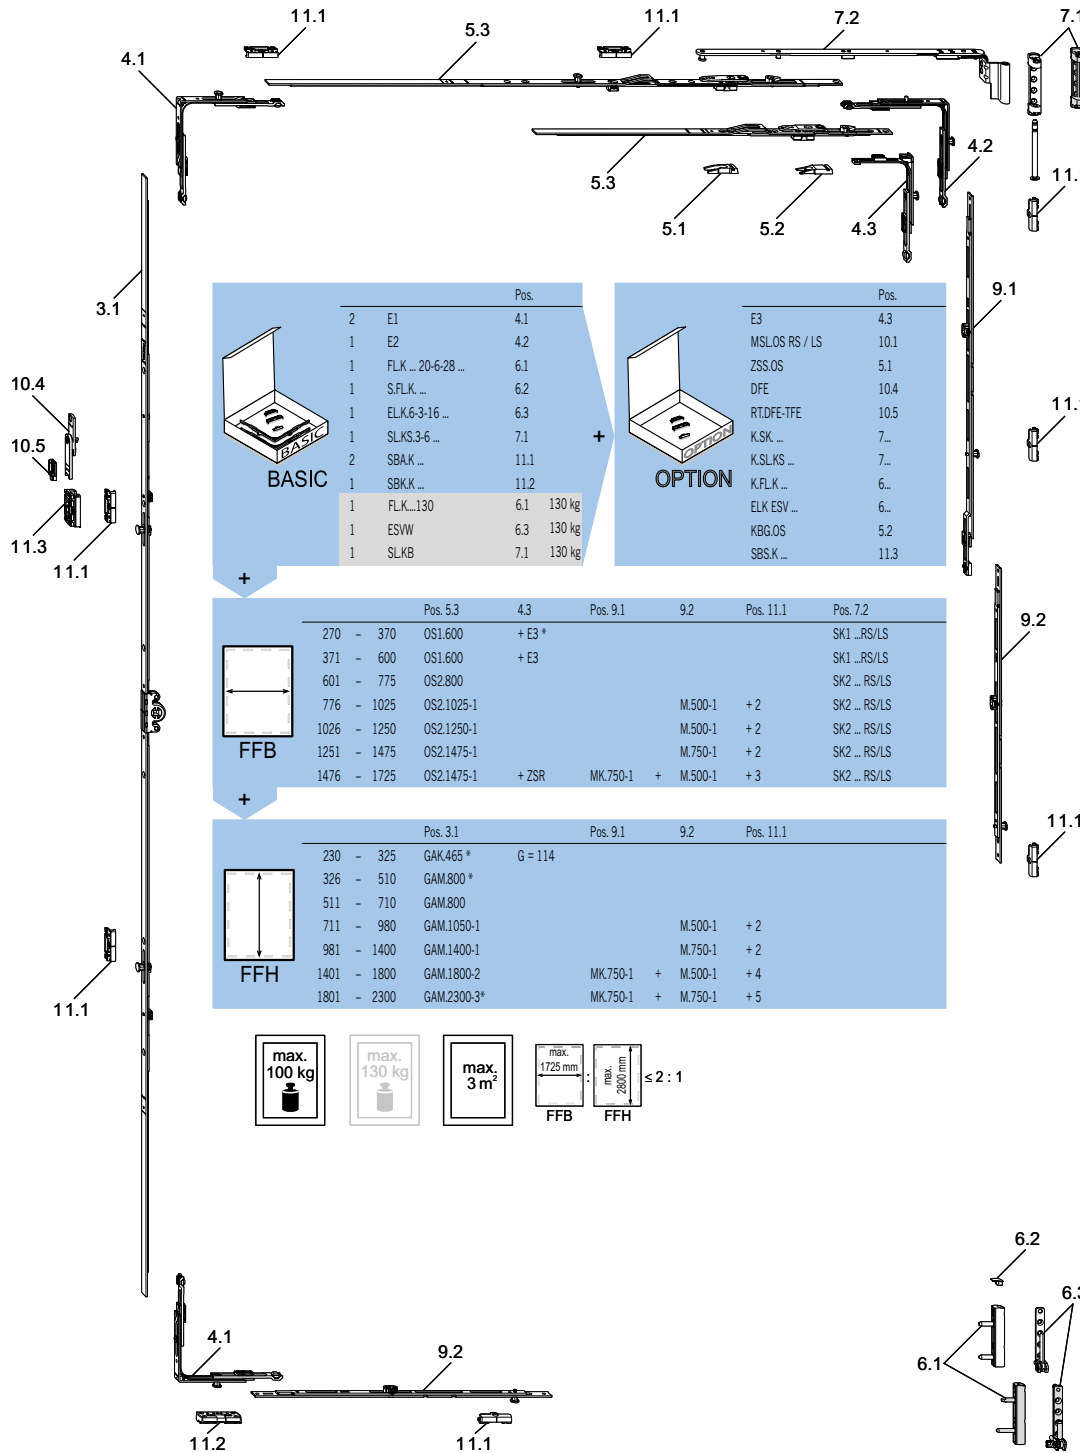 11.1
5.3
11.1
7.2
7.1
4.1
5.3
5.1
5.2
4.3
4.2
11.
3.1
9.1
10.4
10.5
11.3
11.1
11.1
9.2
11.1
11.1
Pos.
2 E1 4.1
1 E2 4.2
1 FL.K ... 20-6-28 ... 6.1
1 S.FL.K. ... 6.2
1 EL.K.6-3-16 ... 6.3
1 SL.KS.3-6 ... 7.1
2 SBA.K ... 11.1
1 SBK.K ... 11.2
1 FL.K....130 6.1 130 kg
1 ESVW 6.3 130 kg
1 SL.KB 7.1 130 kg
BASIC
BASIC
+
Pos.
E3 4.3
MSL.OS RS / LS 10.1
ZSS.OS 5.1
DFE 10.4
RT.DFE-TFE 10.5
K.SK. ... 7...
K.SL.KS ... 7...
K.FL.K ... 6...
ELK ESV ... 6...
KBG.OS 5.2
SBS.K ... 11.3
OPTION
OPTION
+
Pos. 5.3 4.3 Pos. 9.1 9.2 Pos. 11.1 Pos. 7.2
270 – 370 OS1.600 + E3 * SK1 ...RS/LS
371 – 600 OS1.600 + E3 SK1 ...RS/LS
601 – 775 OS2.800 SK2 ... RS/LS
776 – 1025 OS2.1025-1 M.500-1 + 2 SK2 ... RS/LS
1026 – 1250 OS2.1250-1 M.500-1 + 2 SK2 ... RS/LS
1251 – 1475 OS2.1475-1 M.750-1 + 2 SK2 ... RS/LS
1476 – 1725 OS2.1475-1 + ZSR MK.750-1 + M.500-1 + 3 SK2 ... RS/LS
FFB
+
Pos. 3.1 Pos. 9.1 9.2 Pos. 11.1
230 – 325 GAK.465 * G = 114
326 – 510 GAM.800 *
511 – 710 GAM.800
711 – 980 GAM.1050-1 M.500-1 + 2
981 – 1400 GAM.1400-1 M.750-1 + 2
1401 – 1800 GAM.1800-2 MK.750-1 + M.500-1 + 4
1801 – 2300 GAM.2300-3* MK.750-1 + M.750-1 + 5
FFH
max.
100 kg
max.
130 kg
max.
3 m²
max.
1725 mm
FFB
:
max.
2800 mm
FFH
≤ 2 : 1
6.2
6.3
6.1
4.1
9.2
11.2
11.1